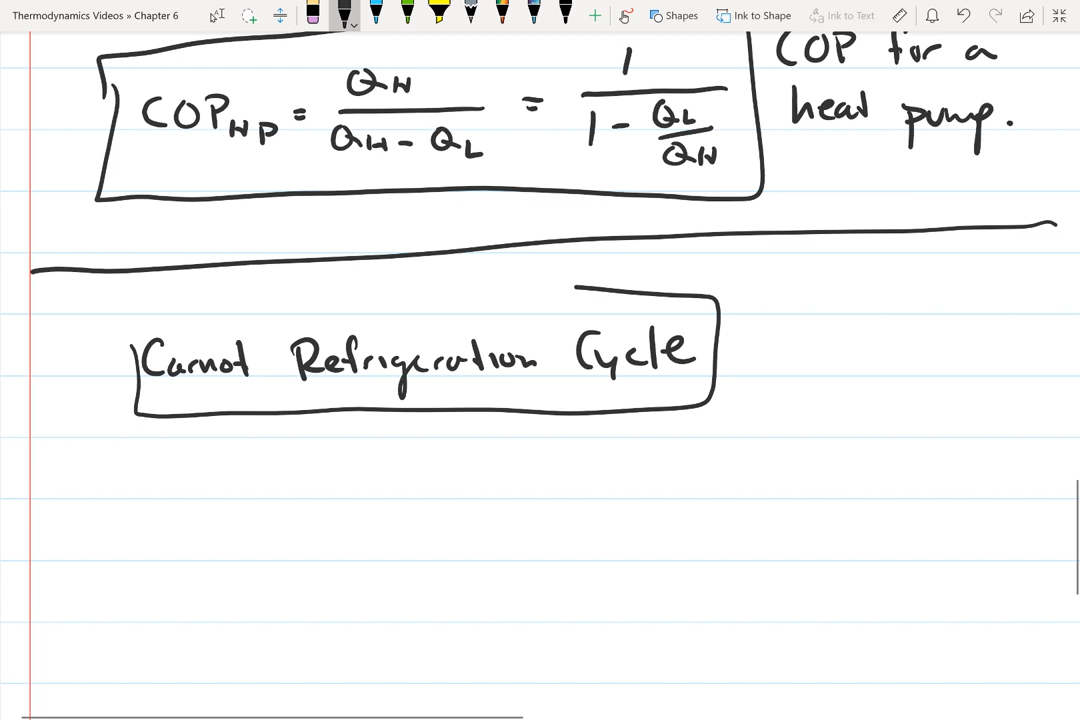 Thermodynamics Videos » Chapter 6
Shapes
Ink to Shape
Ink to Text
COP_HP = Q_H / (Q_H - Q_L) = 1 / (1 - Q_L / Q_H)
COP for a
heat pump.
Carnot Refrigeration Cycle